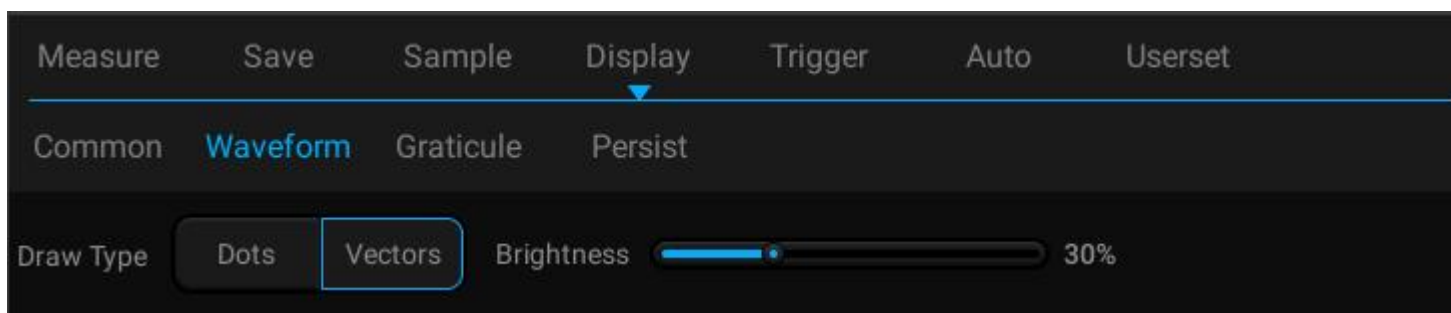 Measure Save Sample Display Trigger Auto Userset
Common Waveform Graticule Persist
Draw Type Dots Vectors Brightness 30%